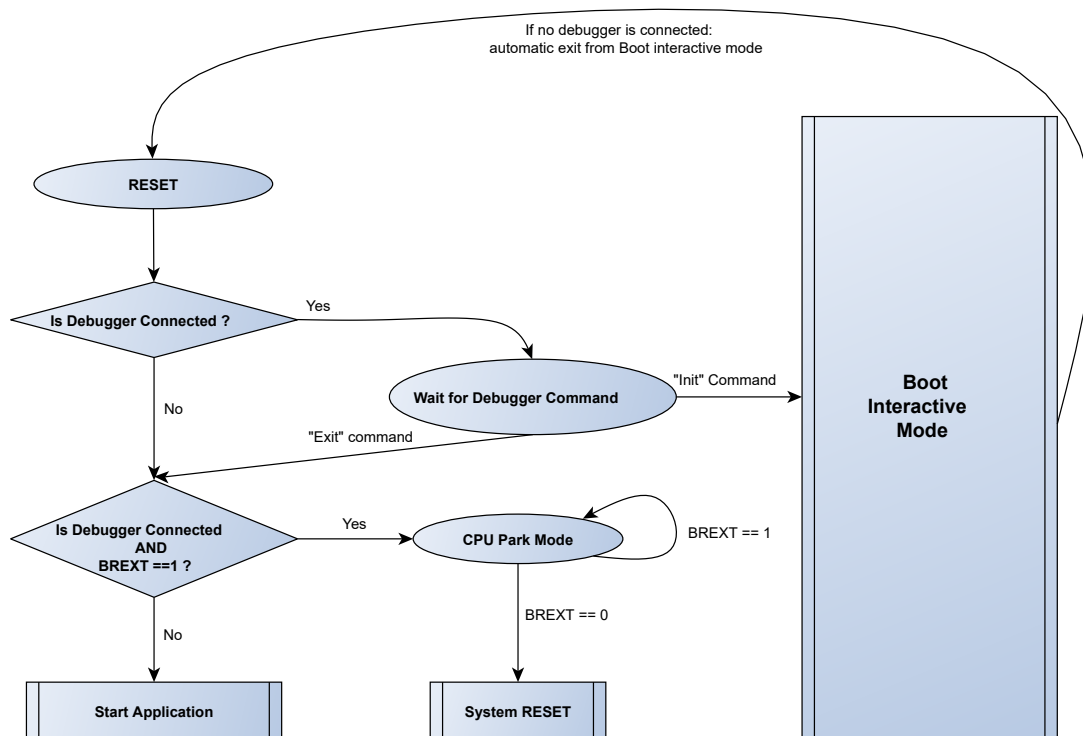 If no debugger is connected:
automatic exit from Boot interactive mode
RESET
Is Debugger Connected ?
Yes
Wait for Debugger Command
"Init" Command
Boot
Interactive
Mode
No
"Exit" command
Is Debugger Connected
AND
BREXT ==1 ?
Yes
CPU Park Mode
BREXT == 1
No
BREXT == 0
Start Application
System RESET